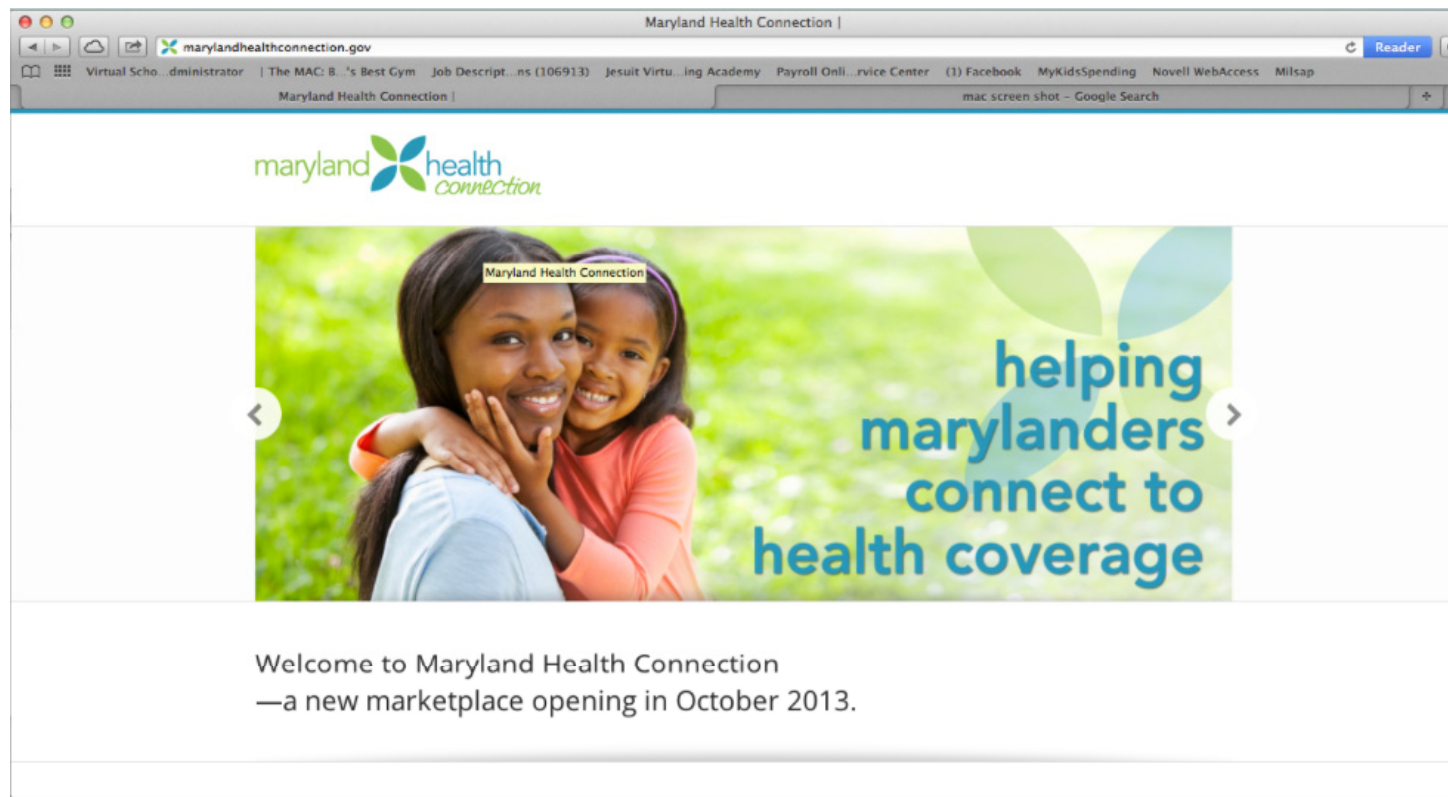 Maryland Health Connection |
marylandhealthconnection.gov
Reader
Virtual Scho...dministrator | The MAC: B...'s Best Gym Job Descript...ns (106913) Jesuit Virtu...ing Academy Payroll Onli...rvice Center (1) Facebook MyKidsSpending Novell WebAccess Milsap
Maryland Health Connection | mac screen shot – Google Search
maryland health
connection
Maryland Health Connection
helping
marylanders
connect to
health coverage
Welcome to Maryland Health Connection
—a new marketplace opening in October 2013.